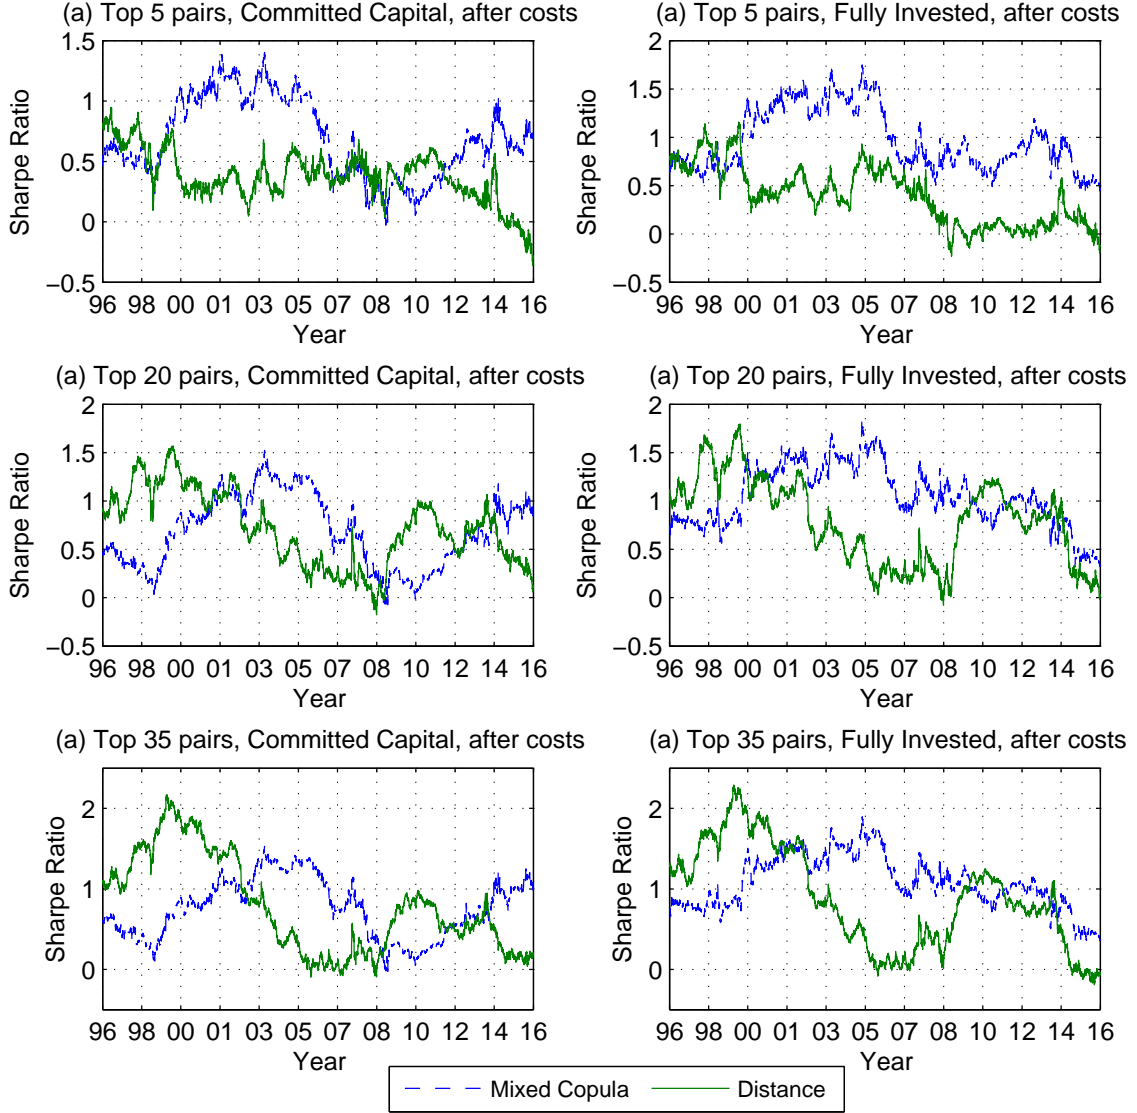 (a) Top 5 pairs, Committed Capital, after costs
1.5
1
0.5
0
−0.5
Sharpe Ratio
96 98 00 01 03 05 07 08 10 12 14 16
Year
(a) Top 5 pairs, Fully Invested, after costs
2
1.5
1
0.5
0
−0.5
Sharpe Ratio
96 98 00 01 03 05 07 08 10 12 14 16
Year
(a) Top 20 pairs, Committed Capital, after costs
2
1.5
1
0.5
0
−0.5
Sharpe Ratio
96 98 00 01 03 05 07 08 10 12 14 16
Year
(a) Top 20 pairs, Fully Invested, after costs
2
1.5
1
0.5
0
−0.5
Sharpe Ratio
96 98 00 01 03 05 07 08 10 12 14 16
Year
(a) Top 35 pairs, Committed Capital, after costs
2
1
0
Sharpe Ratio
96 98 00 01 03 05 07 08 10 12 14 16
Year
(a) Top 35 pairs, Fully Invested, after costs
2
1
0
Sharpe Ratio
96 98 00 01 03 05 07 08 10 12 14 16
Year
Mixed Copula Distance